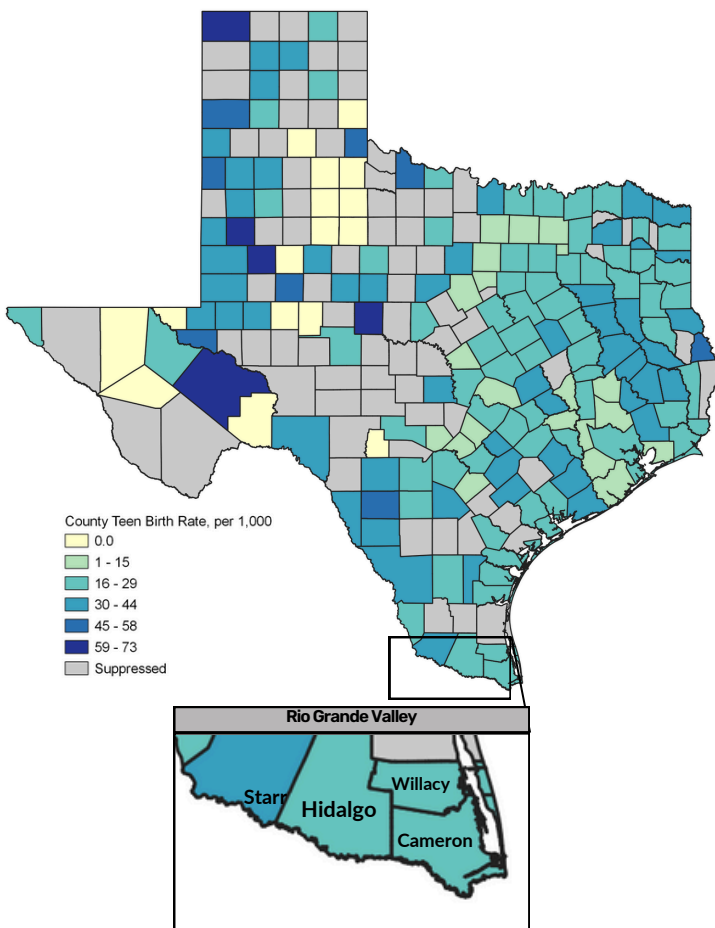 County Teen Birth Rate, per 1,000
0.0
1 - 15
16 - 29
30 - 44
45 - 58
59 - 73
Suppressed
Rio Grande Valley
Starr
Hidalgo
Willacy
Cameron